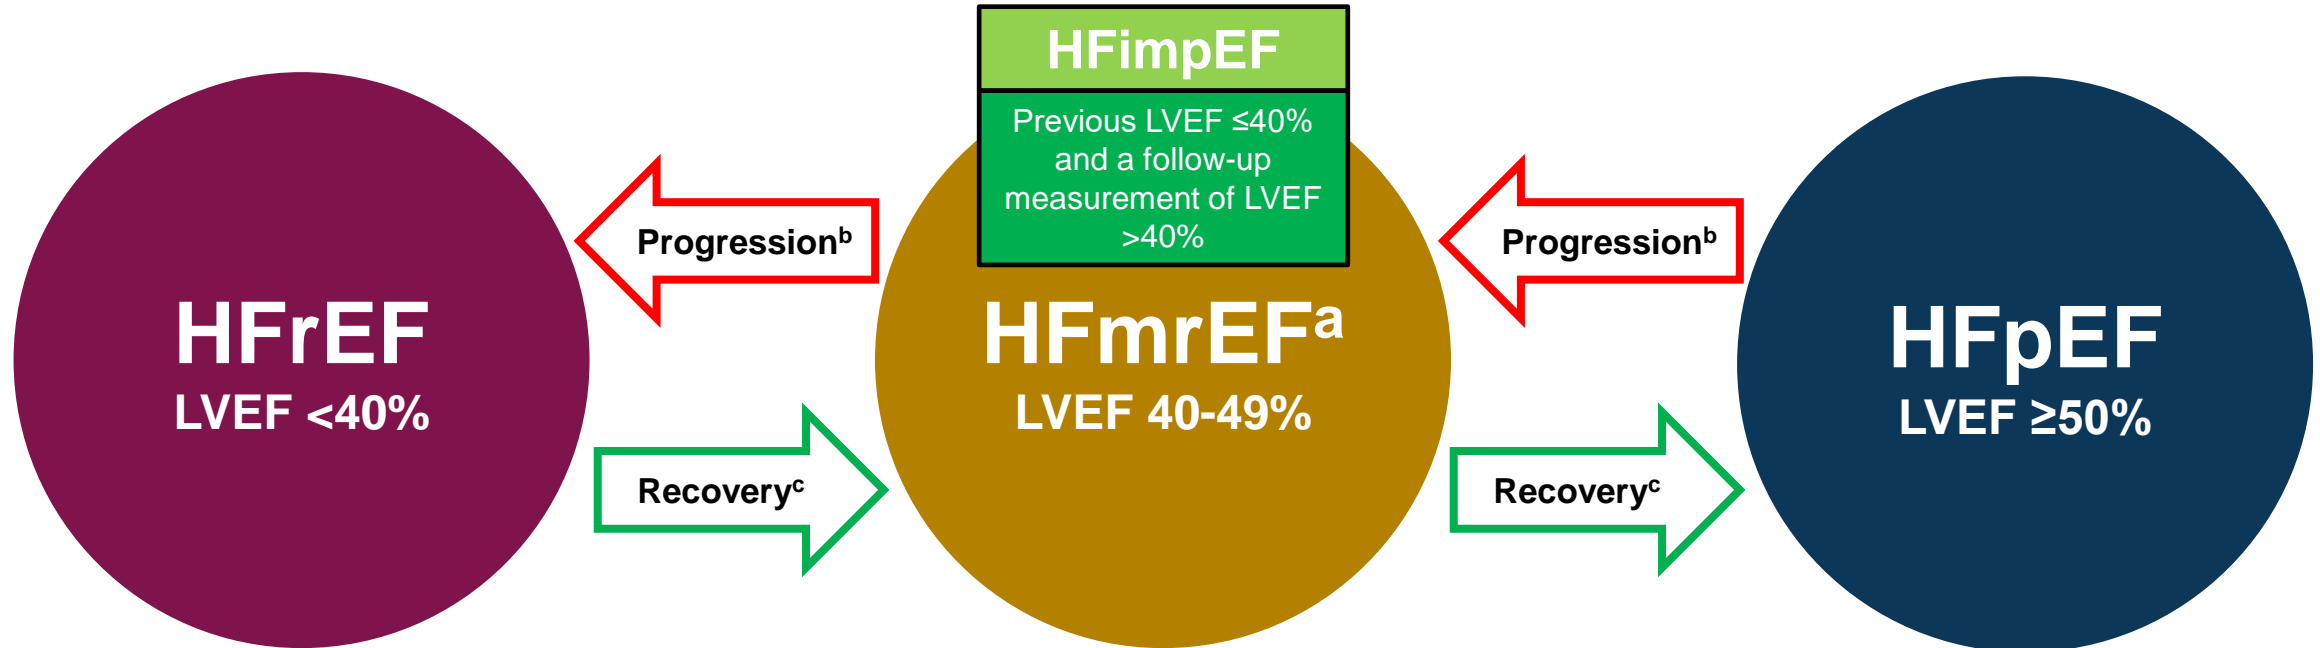 HFimpEF
Previous LVEF ≤40%
and a follow-up
measurement of LVEF
>40%
Progressionᵇ
Progressionᵇ
HFrEF
LVEF <40%
HFmrEFᵃ
LVEF 40-49%
HFpEF
LVEF ≥50%
Recoveryᶜ
Recoveryᶜ